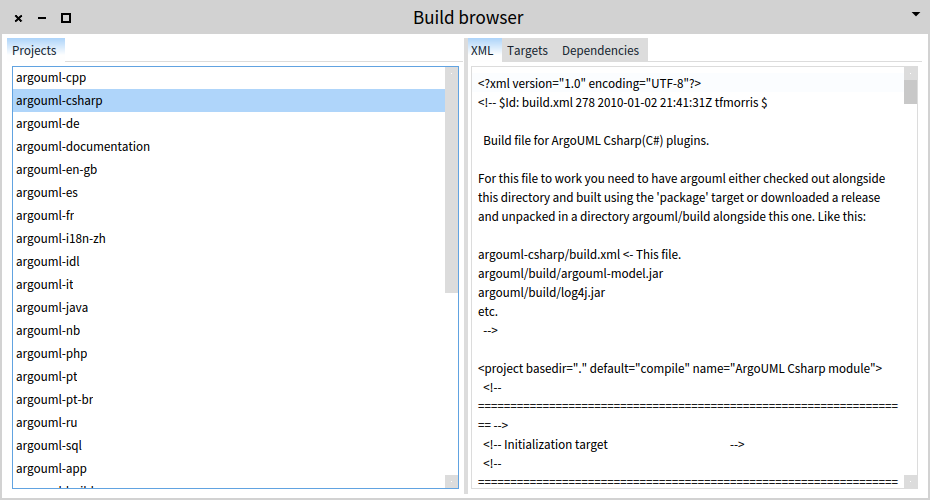 Build browser
Projects
argouml-cpp
argouml-csharp
argouml-de
argouml-documentation
argouml-en-gb
argouml-es
argouml-fr
argouml-i18n-zh
argouml-idl
argouml-it
argouml-java
argouml-nb
argouml-php
argouml-pt
argouml-pt-br
argouml-ru
argouml-sql
argouml-app
XML Targets Dependencies
<?xml version="1.0" encoding="UTF-8"?>
<!-- $Id: build.xml 278 2010-01-02 21:41:31Z tfmorris $
Build file for ArgoUML Csharp(C#) plugins.
For this file to work you need to have argouml either checked out alongside
this directory and built using the 'package' target or downloaded a release
and unpacked in a directory argouml/build alongside this one. Like this:
argouml-csharp/build.xml <- This file.
argouml/build/argouml-model.jar
argouml/build/log4j.jar
etc.
-->
<project basedir="." default="compile" name="ArgoUML Csharp module">
<!--
=================================================================
== -->
<!-- Initialization target -->
<!--
=================================================================